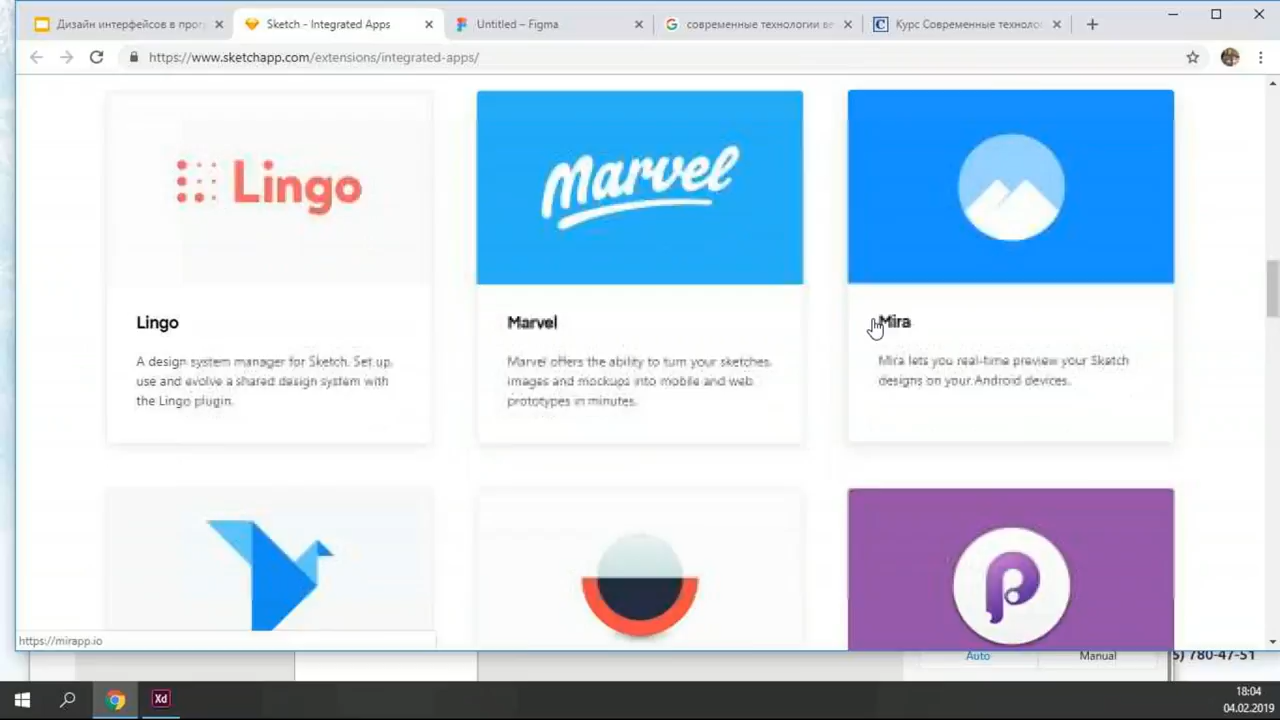 Дизайн интерфейсов в прог
Sketch - Integrated Apps
Untitled – Figma
современные технологии ве
Курс Современные техноло
https://www.sketchapp.com/extensions/integrated-apps/
Lingo
Marvel
Lingo
A design system manager for Sketch. Set up,
use and evolve a shared design system with
the Lingo plugin.
Marvel
Marvel offers the ability to turn your sketches,
images and mockups into mobile and web
prototypes in minutes.
Mira
Mira lets you real-time preview your Sketch
designs on your Android devices.
https://mirapp.io
Auto
Manual
5) 780-47-51
Xd
18:04
04.02.2019